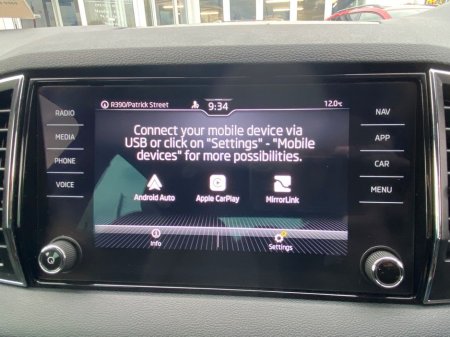 R390/Patrick Street
9:34
12.0°C
RADIO
MEDIA
PHONE
VOICE
NAV
APP
CAR
MENU
Connect your mobile device via
USB or click on "Settings" - "Mobile
devices" for more possibilities.
Android Auto
Apple CarPlay
MirrorLink
Info
Settings